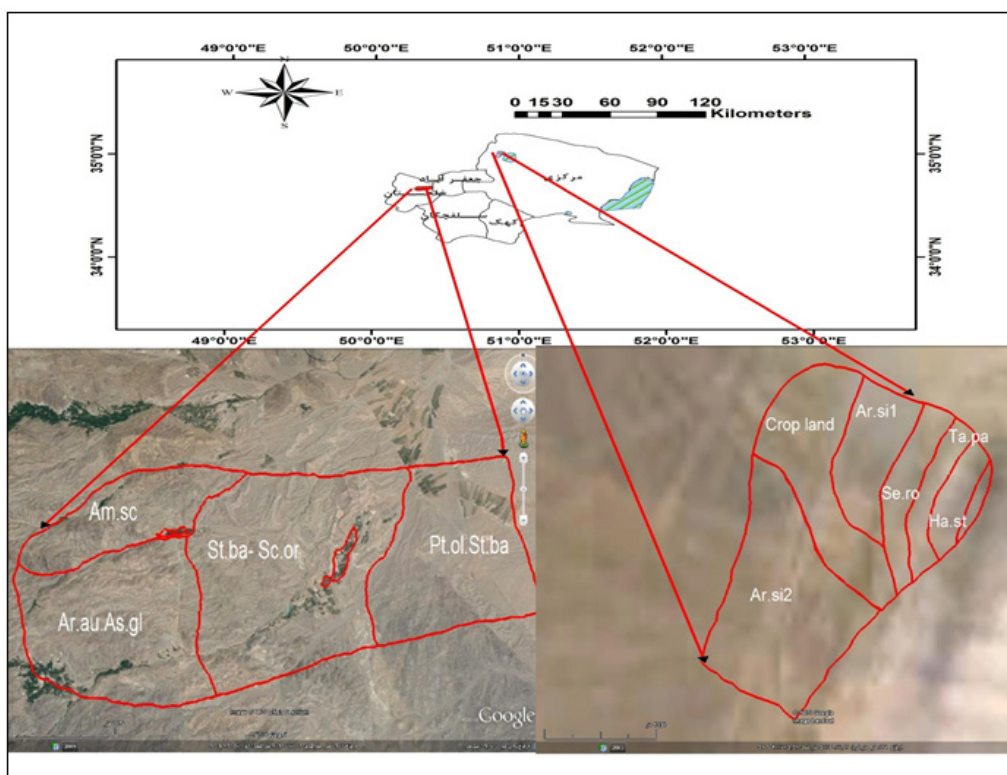 49°0'0"E 50°0'0"E 51°0'0"E 52°0'0"E 53°0'0"E
N
W E
S
0 15 30 60 90 120
Kilometers
35°0'0"N 35°0'0"N
34°0'0"N 34°0'0"N
جعفر آباد
مرکزی
سلفچگان
کهک
49°0'0"E 50°0'0"E 51°0'0"E 52°0'0"E 53°0'0"E
Am.sc
St.ba- Sc.or
Pt.ol.St.ba
Ar.au.As.gl
Google
Crop land
Ar.si1
Ta.pa
Se.ro
Ha.st
Ar.si2